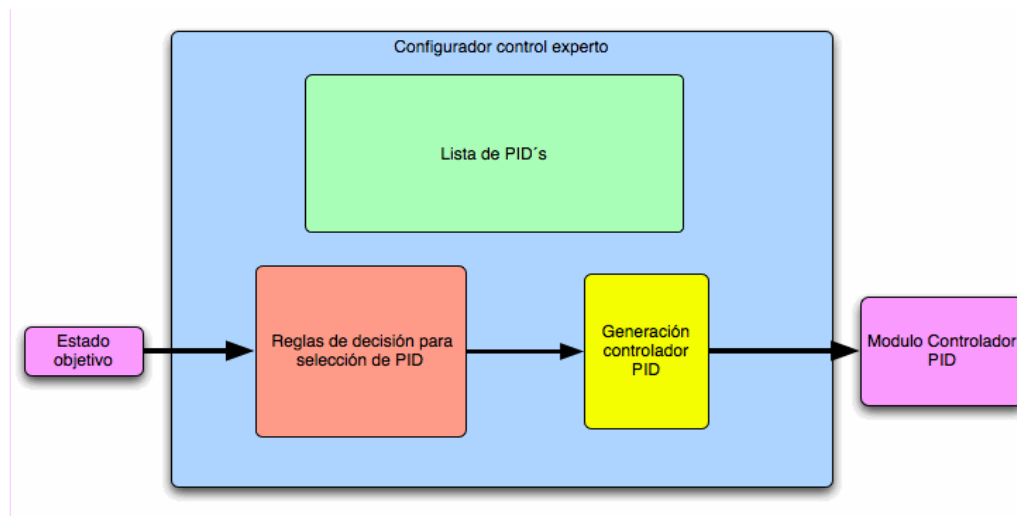 Configurador control experto
Lista de PID´s
Estado
objetivo
Reglas de decisión para
selección de PID
Generación
controlador
PID
Modulo Controlador
PID